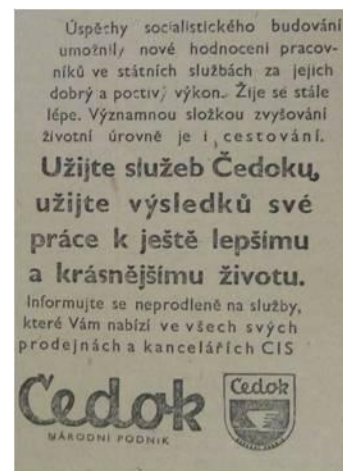 Úspěchy socialistického budování
umožnily nové hodnocení pracov-
níků ve státních službách za jejich
dobrý a poctivý výkon. Žije se stále
lépe. Významnou složkou zvyšování
životní úrovně je i cestování.
Užijte služeb Čedoku,
užijte výsledků své
práce k ještě lepšímu
a krásnějšímu životu.
Informujte se neprodleně na služby,
které Vám nabízí ve všech svých
prodejnách a kancelářích CIS
Čedok
NÁRODNÍ PODNIK
Čedok